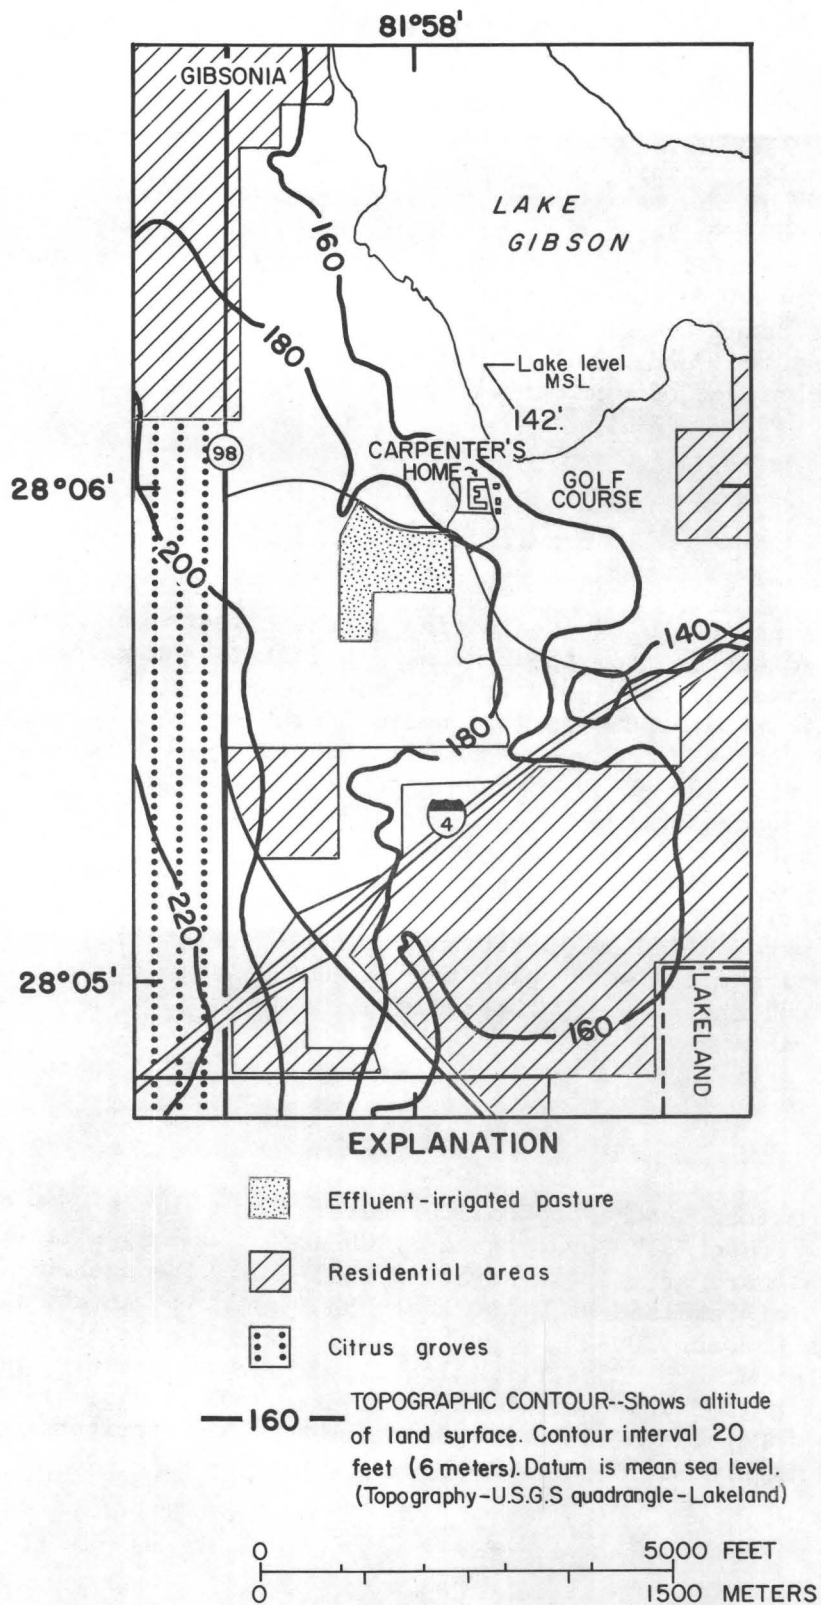 81°58'
GIBSONIA
LAKE
GIBSON
160
180
Lake level
MSL
142'.
CARPENTER'S
HOME
98
GOLF
COURSE
28°06'
200
140
180
4
220
28°05'
160
LAKELAND
EXPLANATION
Effluent-irrigated pasture
Residential areas
Citrus groves
160
TOPOGRAPHIC CONTOUR--Shows altitude
of land surface. Contour interval 20
feet (6 meters). Datum is mean sea level.
(Topography-U.S.G.S quadrangle-Lakeland)
0 5000 FEET
0 1500 METERS